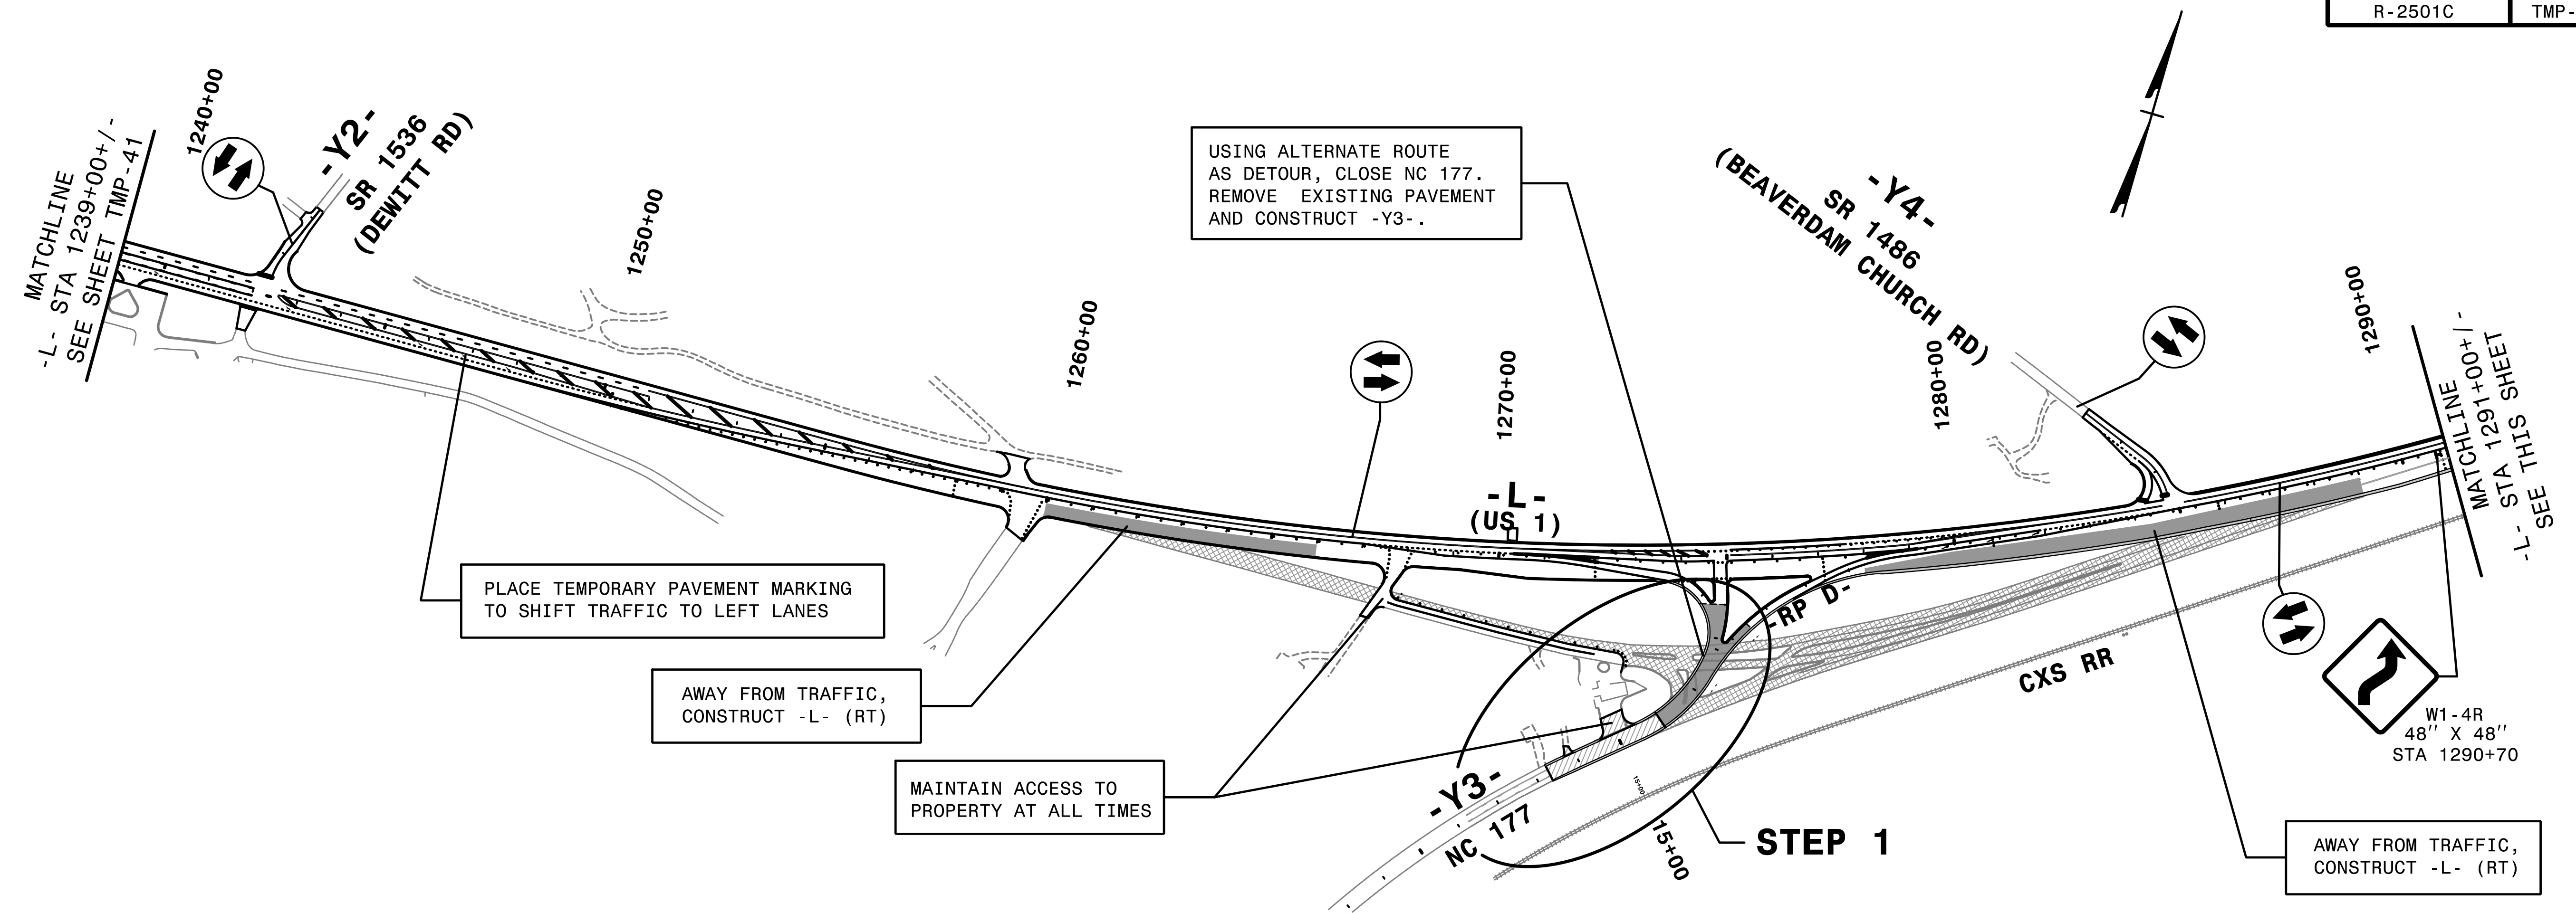 R-2501C
TMP-
MATCHLINE
-L- STA 1239+00+/-
SEE SHEET TMP-41
1240+00
-Y2-
SR 1536
(DEWITT RD)
1250+00
1260+00
USING ALTERNATE ROUTE
AS DETOUR, CLOSE NC 177.
REMOVE EXISTING PAVEMENT
AND CONSTRUCT -Y3-.
1270+00
-L-
(US 1)
-Y4-
SR 1486
(BEAVERDAM CHURCH RD)
1280+00
1290+00
MATCHLINE
-L- STA 1291+00+/-
SEE THIS SHEET
PLACE TEMPORARY PAVEMENT MARKING
TO SHIFT TRAFFIC TO LEFT LANES
AWAY FROM TRAFFIC,
CONSTRUCT -L- (RT)
MAINTAIN ACCESS TO
PROPERTY AT ALL TIMES
-RP D-
CXS RR
W1-4R
48" X 48"
STA 1290+70
-Y3-
NC 177
15+00
15+00
STEP 1
AWAY FROM TRAFFIC,
CONSTRUCT -L- (RT)